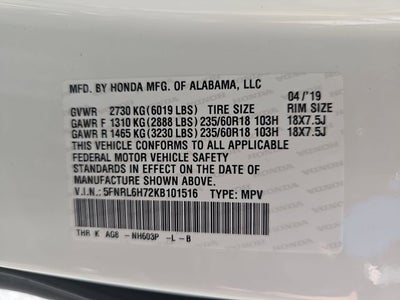 MFD. BY HONDA MFG. OF ALABAMA, LLC
04/'19
GVWR 2730 KG (6019 LBS) TIRE SIZE RIM SIZE
GAWR F 1310 KG (2888 LBS) 235/60R18 103H 18X7.5J
GAWR R 1465 KG (3230 LBS) 235/60R18 103H 18X7.5J
THIS VEHICLE CONFORMS TO ALL APPLICABLE
FEDERAL MOTOR VEHICLE SAFETY
STANDARDS IN EFFECT ON THE DATE OF
MANUFACTURE SHOWN ABOVE.
V.I.N.: 5FNRL6H72KB101516 TYPE: MPV
THR K AG8 -NH603P -L -B